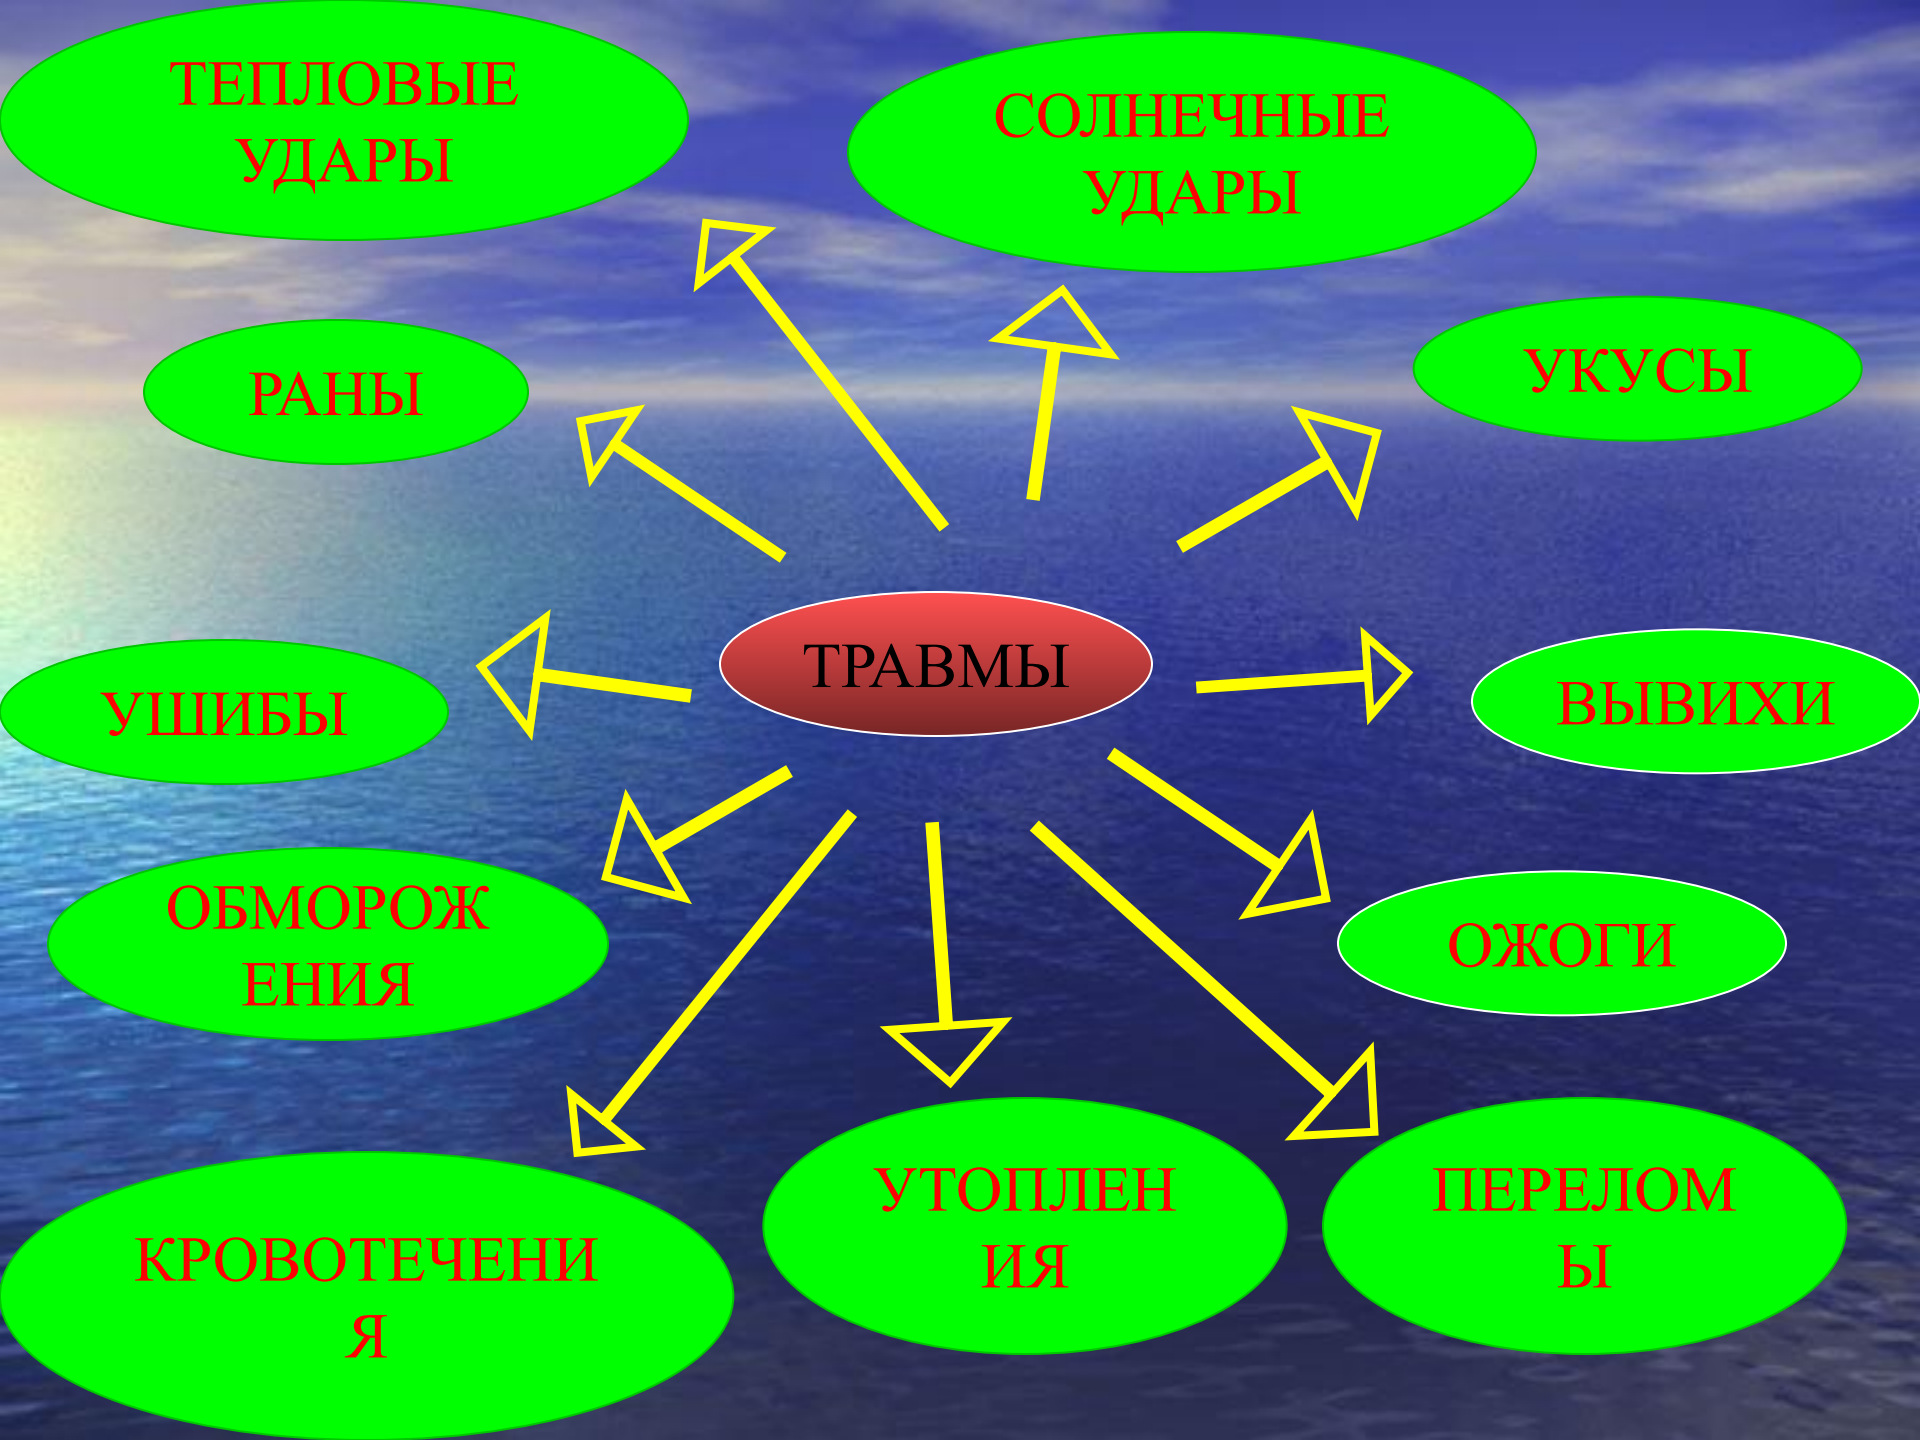 ТЕПЛОВЫЕ
УДАРЫ
СОЛНЕЧНЫЕ
УДАРЫ
РАНЫ
УКУСЫ
ТРАВМЫ
УШИБЫ
ВЫВИХИ
ОБМОРОЖ
ЕНИЯ
ОЖОГИ
КРОВОТЕЧЕНИ
Я
УТОПЛЕН
ИЯ
ПЕРЕЛОМ
Ы